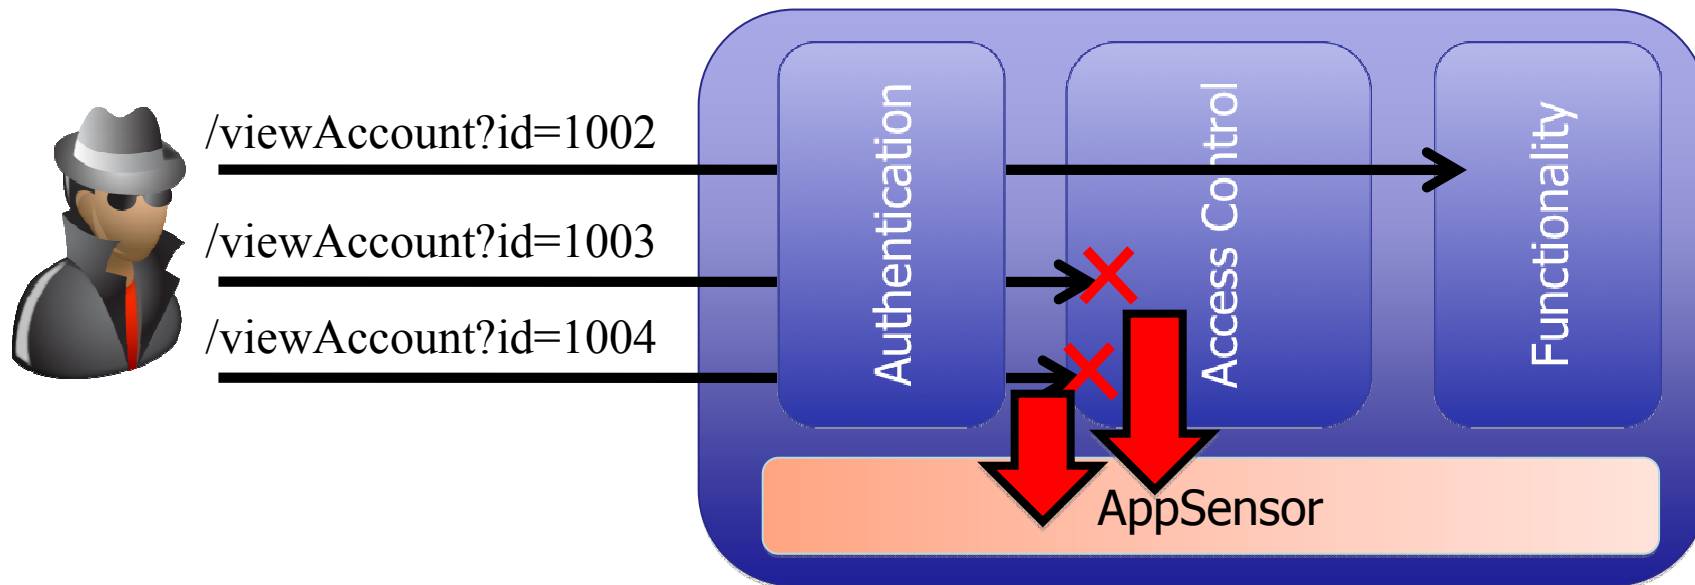 /viewAccount?id=1002
/viewAccount?id=1003
/viewAccount?id=1004
Authentication
Access Control
Functionality
AppSensor